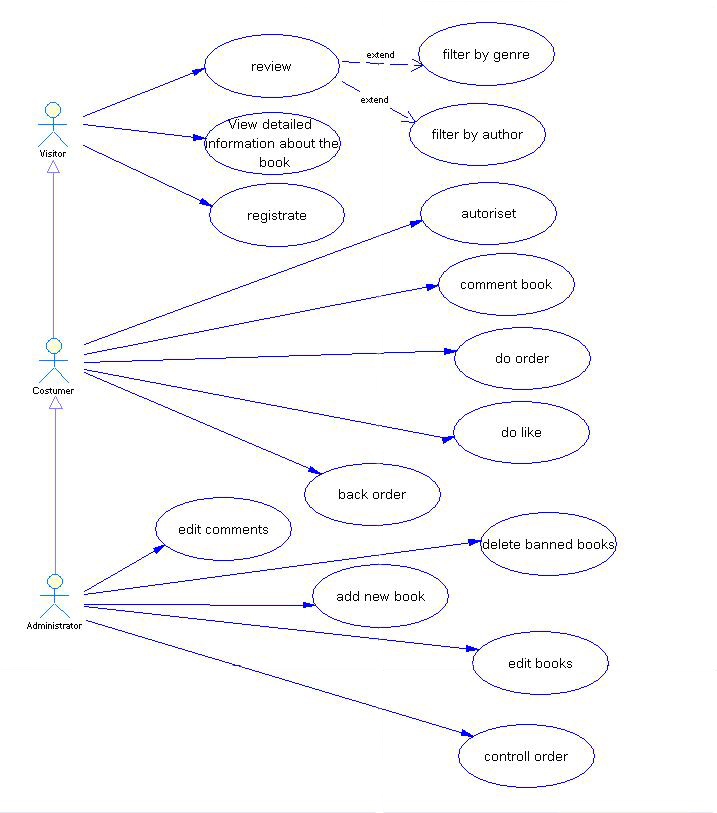 review
extend
filter by genre
extend
filter by author
Visitor
View detailed
information about the
book
registrate
autoriset
comment book
Costumer
do order
do like
back order
edit comments
delete banned books
add new book
Administrator
edit books
controll order